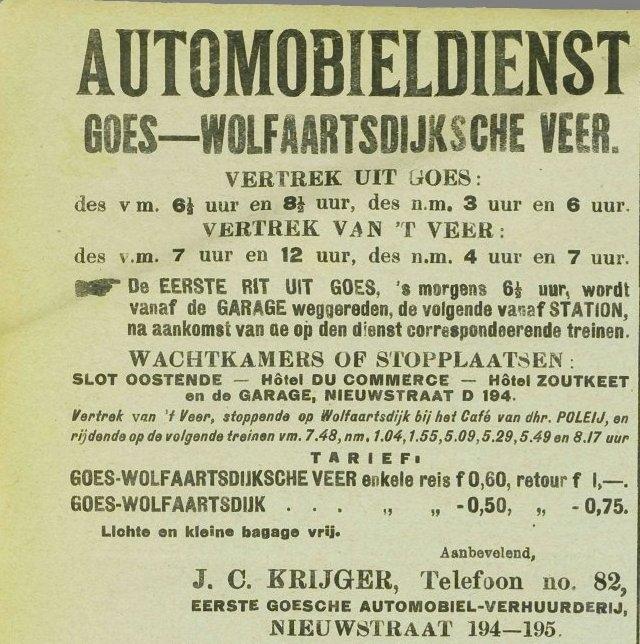 AUTOMOBIELDIENST
GOES—WOLFAARTSDIJKSCHE VEER.
VERTREK UIT GOES:
des v m. 6½ uur en 8½ uur, des n.m. 3 uur en 6 uur.
VERTREK VAN 'T VEER:
des v.m. 7 uur en 12 uur, des n.m. 4 uur en 7 uur.
De EERSTE RIT UIT GOES, 's morgens 6½ uur, wordt
vanaf de GARAGE weggereden, de volgende vanaf STATION,
na aankomst van de op den dienst correspondeerende treinen.
WACHTKAMERS OF STOPPLAATSEN:
SLOT OOSTENDE — Hôtel DU COMMERCE — Hôtel ZOUTKEET
en de GARAGE, NIEUWSTRAAT D 194.
Vertrek van 't Veer, stoppende op Wolfaartsdijk bij het Café van dhr. POLEIJ, en
rijdende op de volgende treinen vm. 7.48, nm. 1.04, 1.55, 5.09, 5.29, 5.49 en 8.17 uur
TARIEF:
GOES-WOLFAARTSDIJKSCHE VEER enkele reis f 0,60, retour f 1,—.
GOES-WOLFAARTSDIJK . . . „ „ - 0,50, „ - 0,75.
Lichte en kleine bagage vrij.
Aanbevelend,
J. C. KRIJGER, Telefoon no. 82,
EERSTE GOESCHE AUTOMOBIEL-VERHUURDERIJ,
NIEUWSTRAAT 194—195.